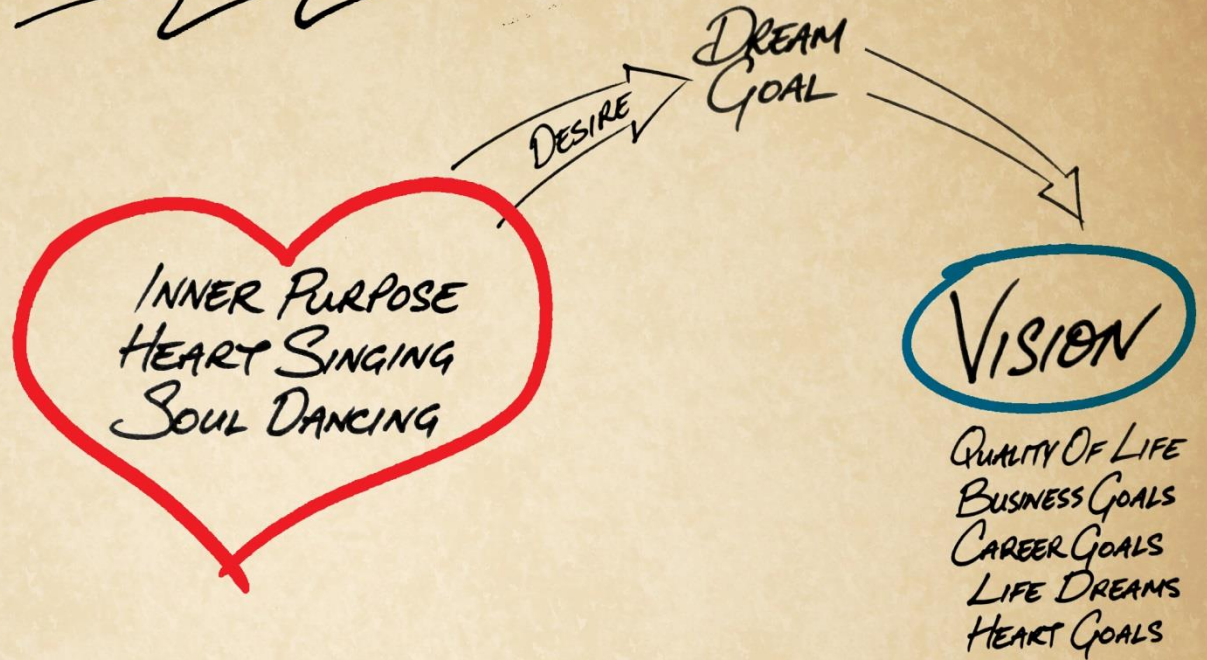 DREAM
GOAL
DESIRE
INNER PURPOSE
HEART SINGING
SOUL DANCING
VISION
QUALITY OF LIFE
BUSINESS GOALS
CAREER GOALS
LIFE DREAMS
HEART GOALS